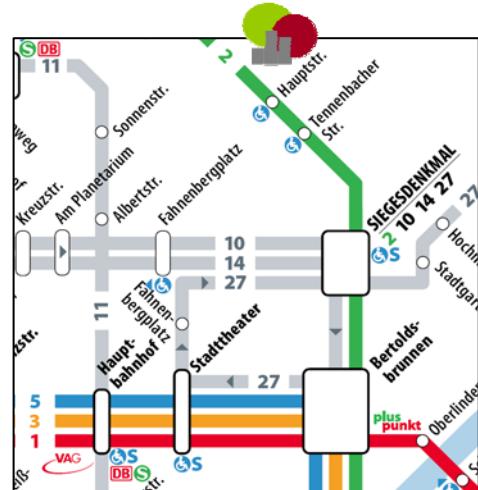 S DB
11
2
Hauptstr.
Tennenbacher
Str.
Sonnenstr.
Kreuzstr.
Am Planetarium
Albertstr.
Fahnenbergplatz
SIEGESDENKMAL
2 10 14 27
S
27
10
14
27
Stadtgar
Hochm
Fahnen-
bergplatz
11
Haupt-
bahnhof
Stadttheater
27
Bertolds-
brunnen
5
3
1
plus
punkt
Oberlinden
VAG
S
DB S
S